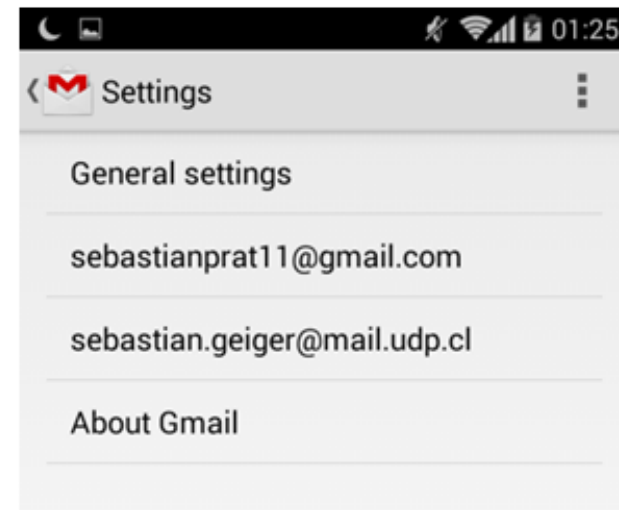 01:25
Settings
General settings
sebastianprat11@gmail.com
sebastian.geiger@mail.udp.cl
About Gmail